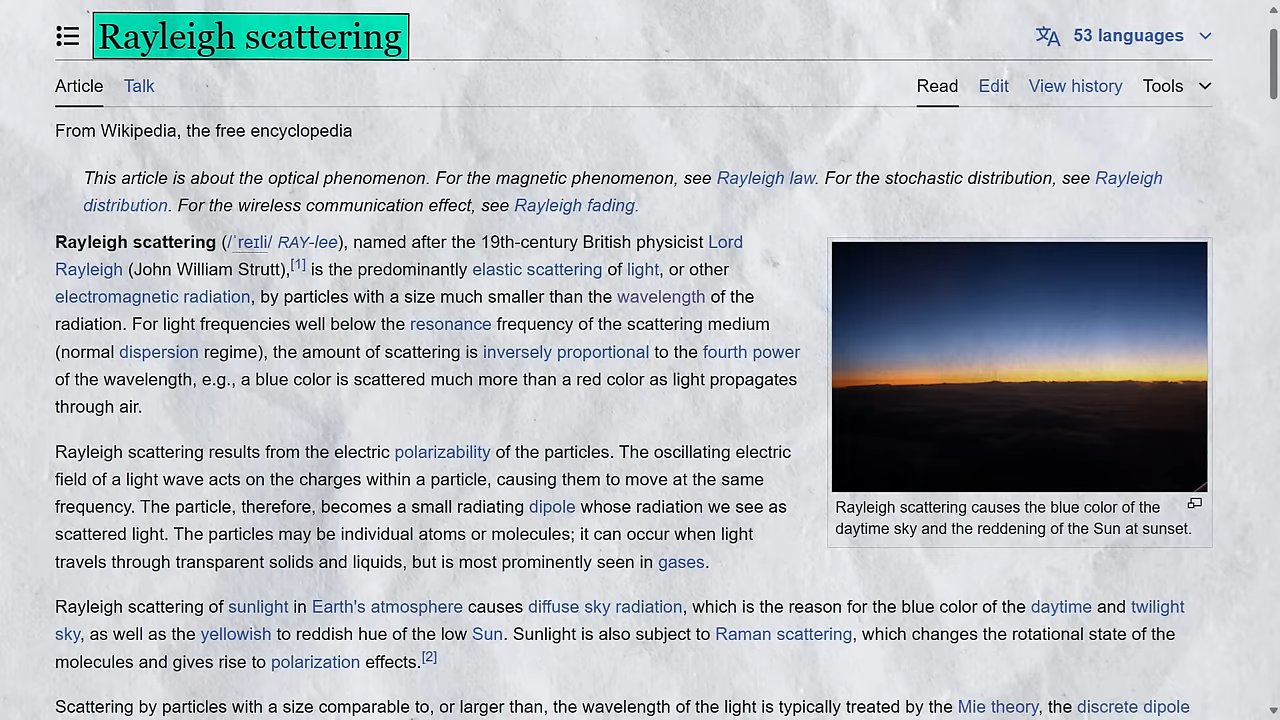 Rayleigh scattering
53 languages
Article Talk Read Edit View history Tools
From Wikipedia, the free encyclopedia
This article is about the optical phenomenon. For the magnetic phenomenon, see Rayleigh law. For the stochastic distribution, see Rayleigh
distribution. For the wireless communication effect, see Rayleigh fading.
Rayleigh scattering (/ˈreɪli/ RAY-lee), named after the 19th-century British physicist Lord
Rayleigh (John William Strutt),[1] is the predominantly elastic scattering of light, or other
electromagnetic radiation, by particles with a size much smaller than the wavelength of the
radiation. For light frequencies well below the resonance frequency of the scattering medium
(normal dispersion regime), the amount of scattering is inversely proportional to the fourth power
of the wavelength, e.g., a blue color is scattered much more than a red color as light propagates
through air.
Rayleigh scattering results from the electric polarizability of the particles. The oscillating electric
field of a light wave acts on the charges within a particle, causing them to move at the same
frequency. The particle, therefore, becomes a small radiating dipole whose radiation we see as
scattered light. The particles may be individual atoms or molecules; it can occur when light
travels through transparent solids and liquids, but is most prominently seen in gases.
Rayleigh scattering causes the blue color of the
daytime sky and the reddening of the Sun at sunset.
Rayleigh scattering of sunlight in Earth's atmosphere causes diffuse sky radiation, which is the reason for the blue color of the daytime and twilight
sky, as well as the yellowish to reddish hue of the low Sun. Sunlight is also subject to Raman scattering, which changes the rotational state of the
molecules and gives rise to polarization effects.[2]
Scattering by particles with a size comparable to, or larger than, the wavelength of the light is typically treated by the Mie theory, the discrete dipole